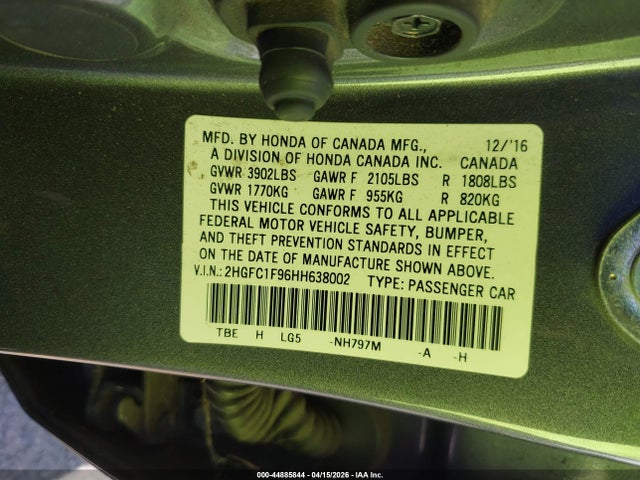 MFD. BY HONDA OF CANADA MFG., 12/'16
A DIVISION OF HONDA CANADA INC. CANADA
GVWR 3902LBS GAWR F 2105LBS R 1808LBS
GVWR 1770KG GAWR F 955KG R 820KG
THIS VEHICLE CONFORMS TO ALL APPLICABLE
FEDERAL MOTOR VEHICLE SAFETY, BUMPER,
AND THEFT PREVENTION STANDARDS IN EFFECT
ON THE DATE OF MANUFACTURE SHOWN ABOVE.
V.I.N.: 2HGFC1F96HH638002 TYPE: PASSENGER CAR
TBE H LG5 -NH797M -A -H
000-44885844 - 04/15/2026 - IAA Inc.